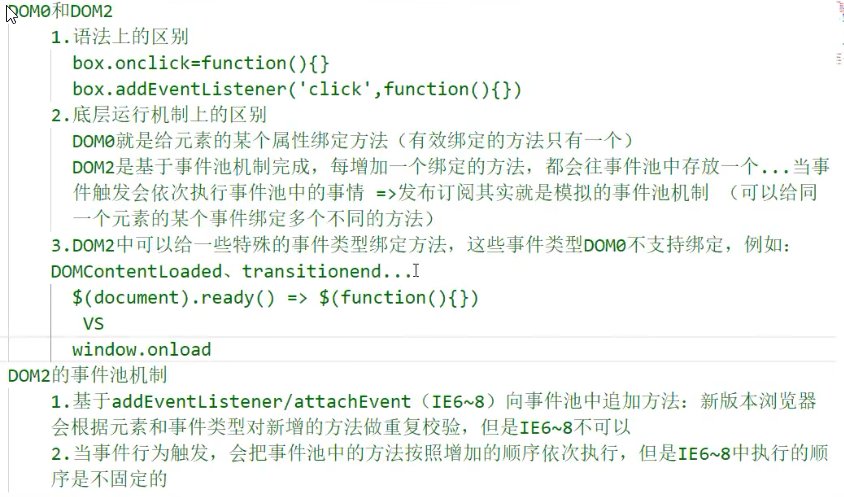 DOM0和DOM2
1.语法上的区别
box.onclick=function(){}
box.addEventListener('click',function(){})
2.底层运行机制上的区别
DOM0就是给元素的某个属性绑定方法（有效绑定的方法只有一个）
DOM2是基于事件池机制完成，每增加一个绑定的方法，都会往事件池中存放一个...当事
件触发会依次执行事件池中的事情 =>发布订阅其实就是模拟的事件池机制 （可以给同
一个元素的某个事件绑定多个不同的方法）
3.DOM2中可以给一些特殊的事件类型绑定方法，这些事件类型DOM0不支持绑定，例如：
DOMContentLoaded、transitionend...
$(document).ready() => $(function(){})
VS
window.onload
DOM2的事件池机制
1.基于addEventListener/attachEvent（IE6~8）向事件池中追加方法：新版本浏览器
会根据元素和事件类型对新增的方法做重复校验，但是IE6~8不可以
2.当事件行为触发，会把事件池中的方法按照增加的顺序依次执行，但是IE6~8中执行的顺
序是不固定的